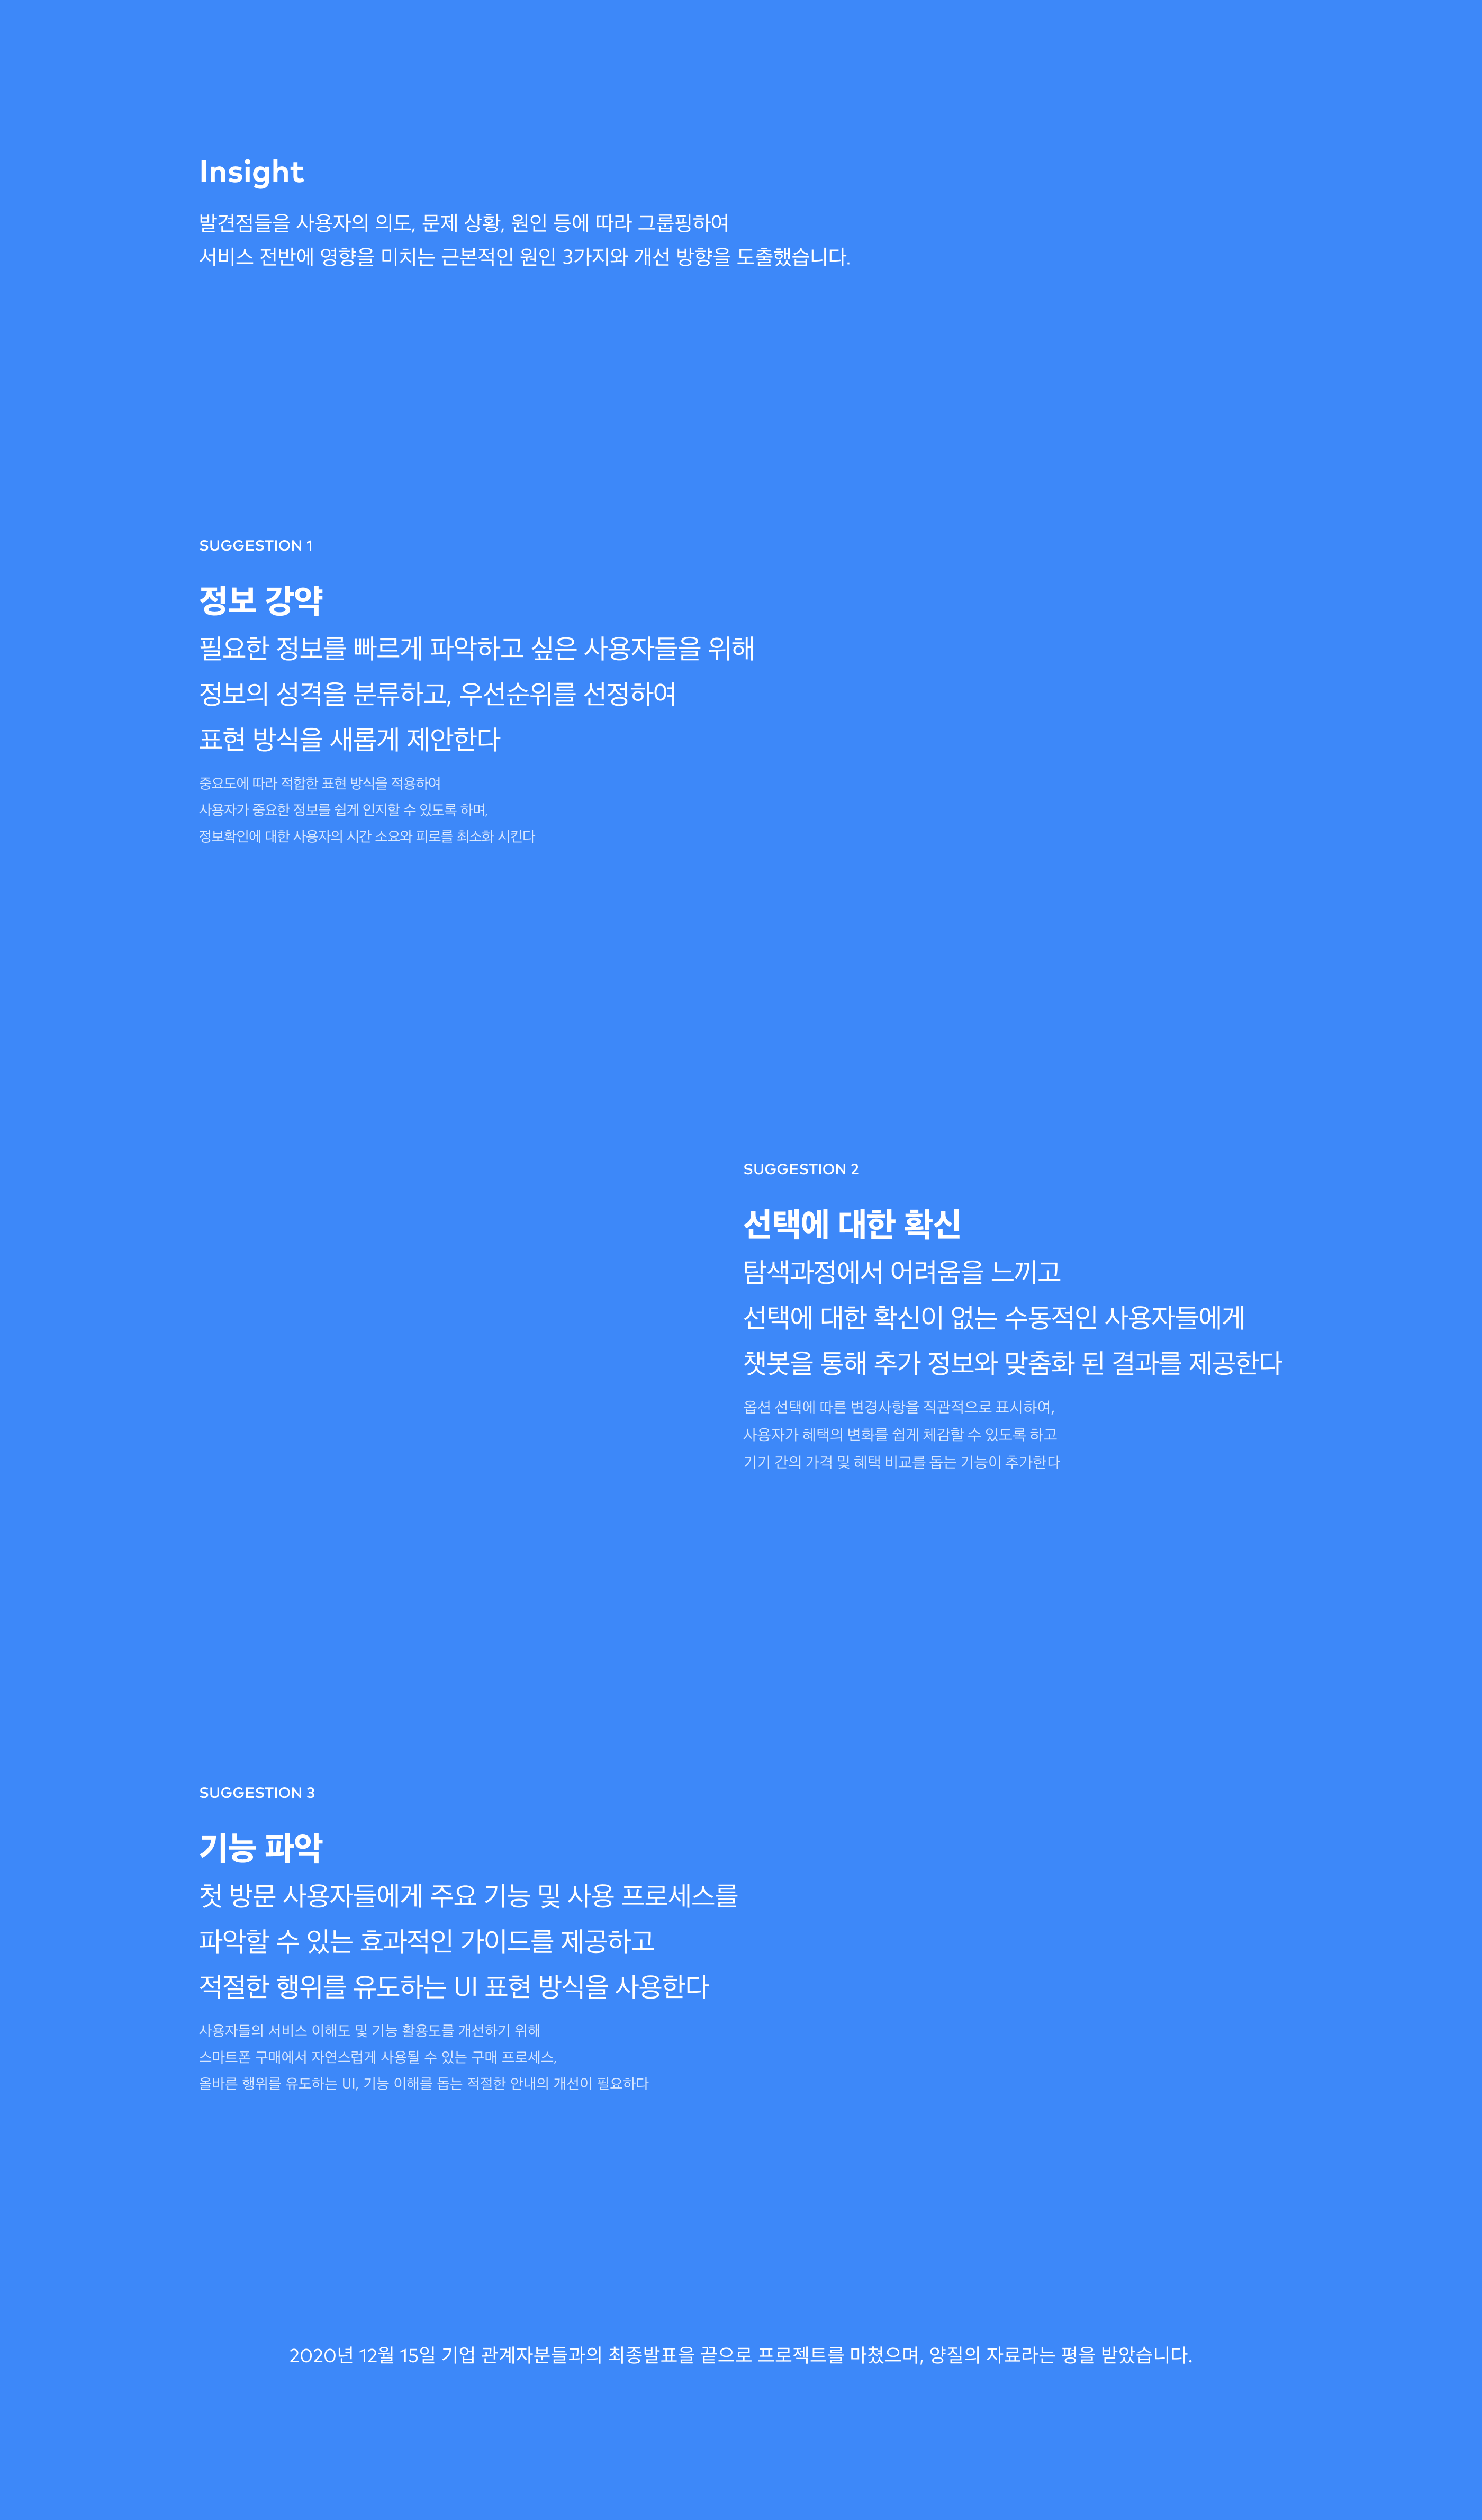 Insight
발견점들을 사용자의 의도, 문제 상황, 원인 등에 따라 그룹핑하여
서비스 전반에 영향을 미치는 근본적인 원인 3가지와 개선 방향을 도출했습니다.
SUGGESTION 1
정보 강약
필요한 정보를 빠르게 파악하고 싶은 사용자들을 위해
정보의 성격을 분류하고, 우선순위를 선정하여
표현 방식을 새롭게 제안한다
중요도에 따라 적합한 표현 방식을 적용하여
사용자가 중요한 정보를 쉽게 인지할 수 있도록 하며,
정보확인에 대한 사용자의 시간 소요와 피로를 최소화 시킨다
SUGGESTION 2
선택에 대한 확신
탐색과정에서 어려움을 느끼고
선택에 대한 확신이 없는 수동적인 사용자들에게
챗봇을 통해 추가 정보와 맞춤화 된 결과를 제공한다
옵션 선택에 따른 변경사항을 직관적으로 표시하여,
사용자가 혜택의 변화를 쉽게 체감할 수 있도록 하고
기기 간의 가격 및 혜택 비교를 돕는 기능이 추가한다
SUGGESTION 3
기능 파악
첫 방문 사용자들에게 주요 기능 및 사용 프로세스를
파악할 수 있는 효과적인 가이드를 제공하고
적절한 행위를 유도하는 UI 표현 방식을 사용한다
사용자들의 서비스 이해도 및 기능 활용도를 개선하기 위해
스마트폰 구매에서 자연스럽게 사용될 수 있는 구매 프로세스,
올바른 행위를 유도하는 UI, 기능 이해를 돕는 적절한 안내의 개선이 필요하다
2020년 12월 15일 기업 관계자분들과의 최종발표을 끝으로 프로젝트를 마쳤으며, 양질의 자료라는 평을 받았습니다.